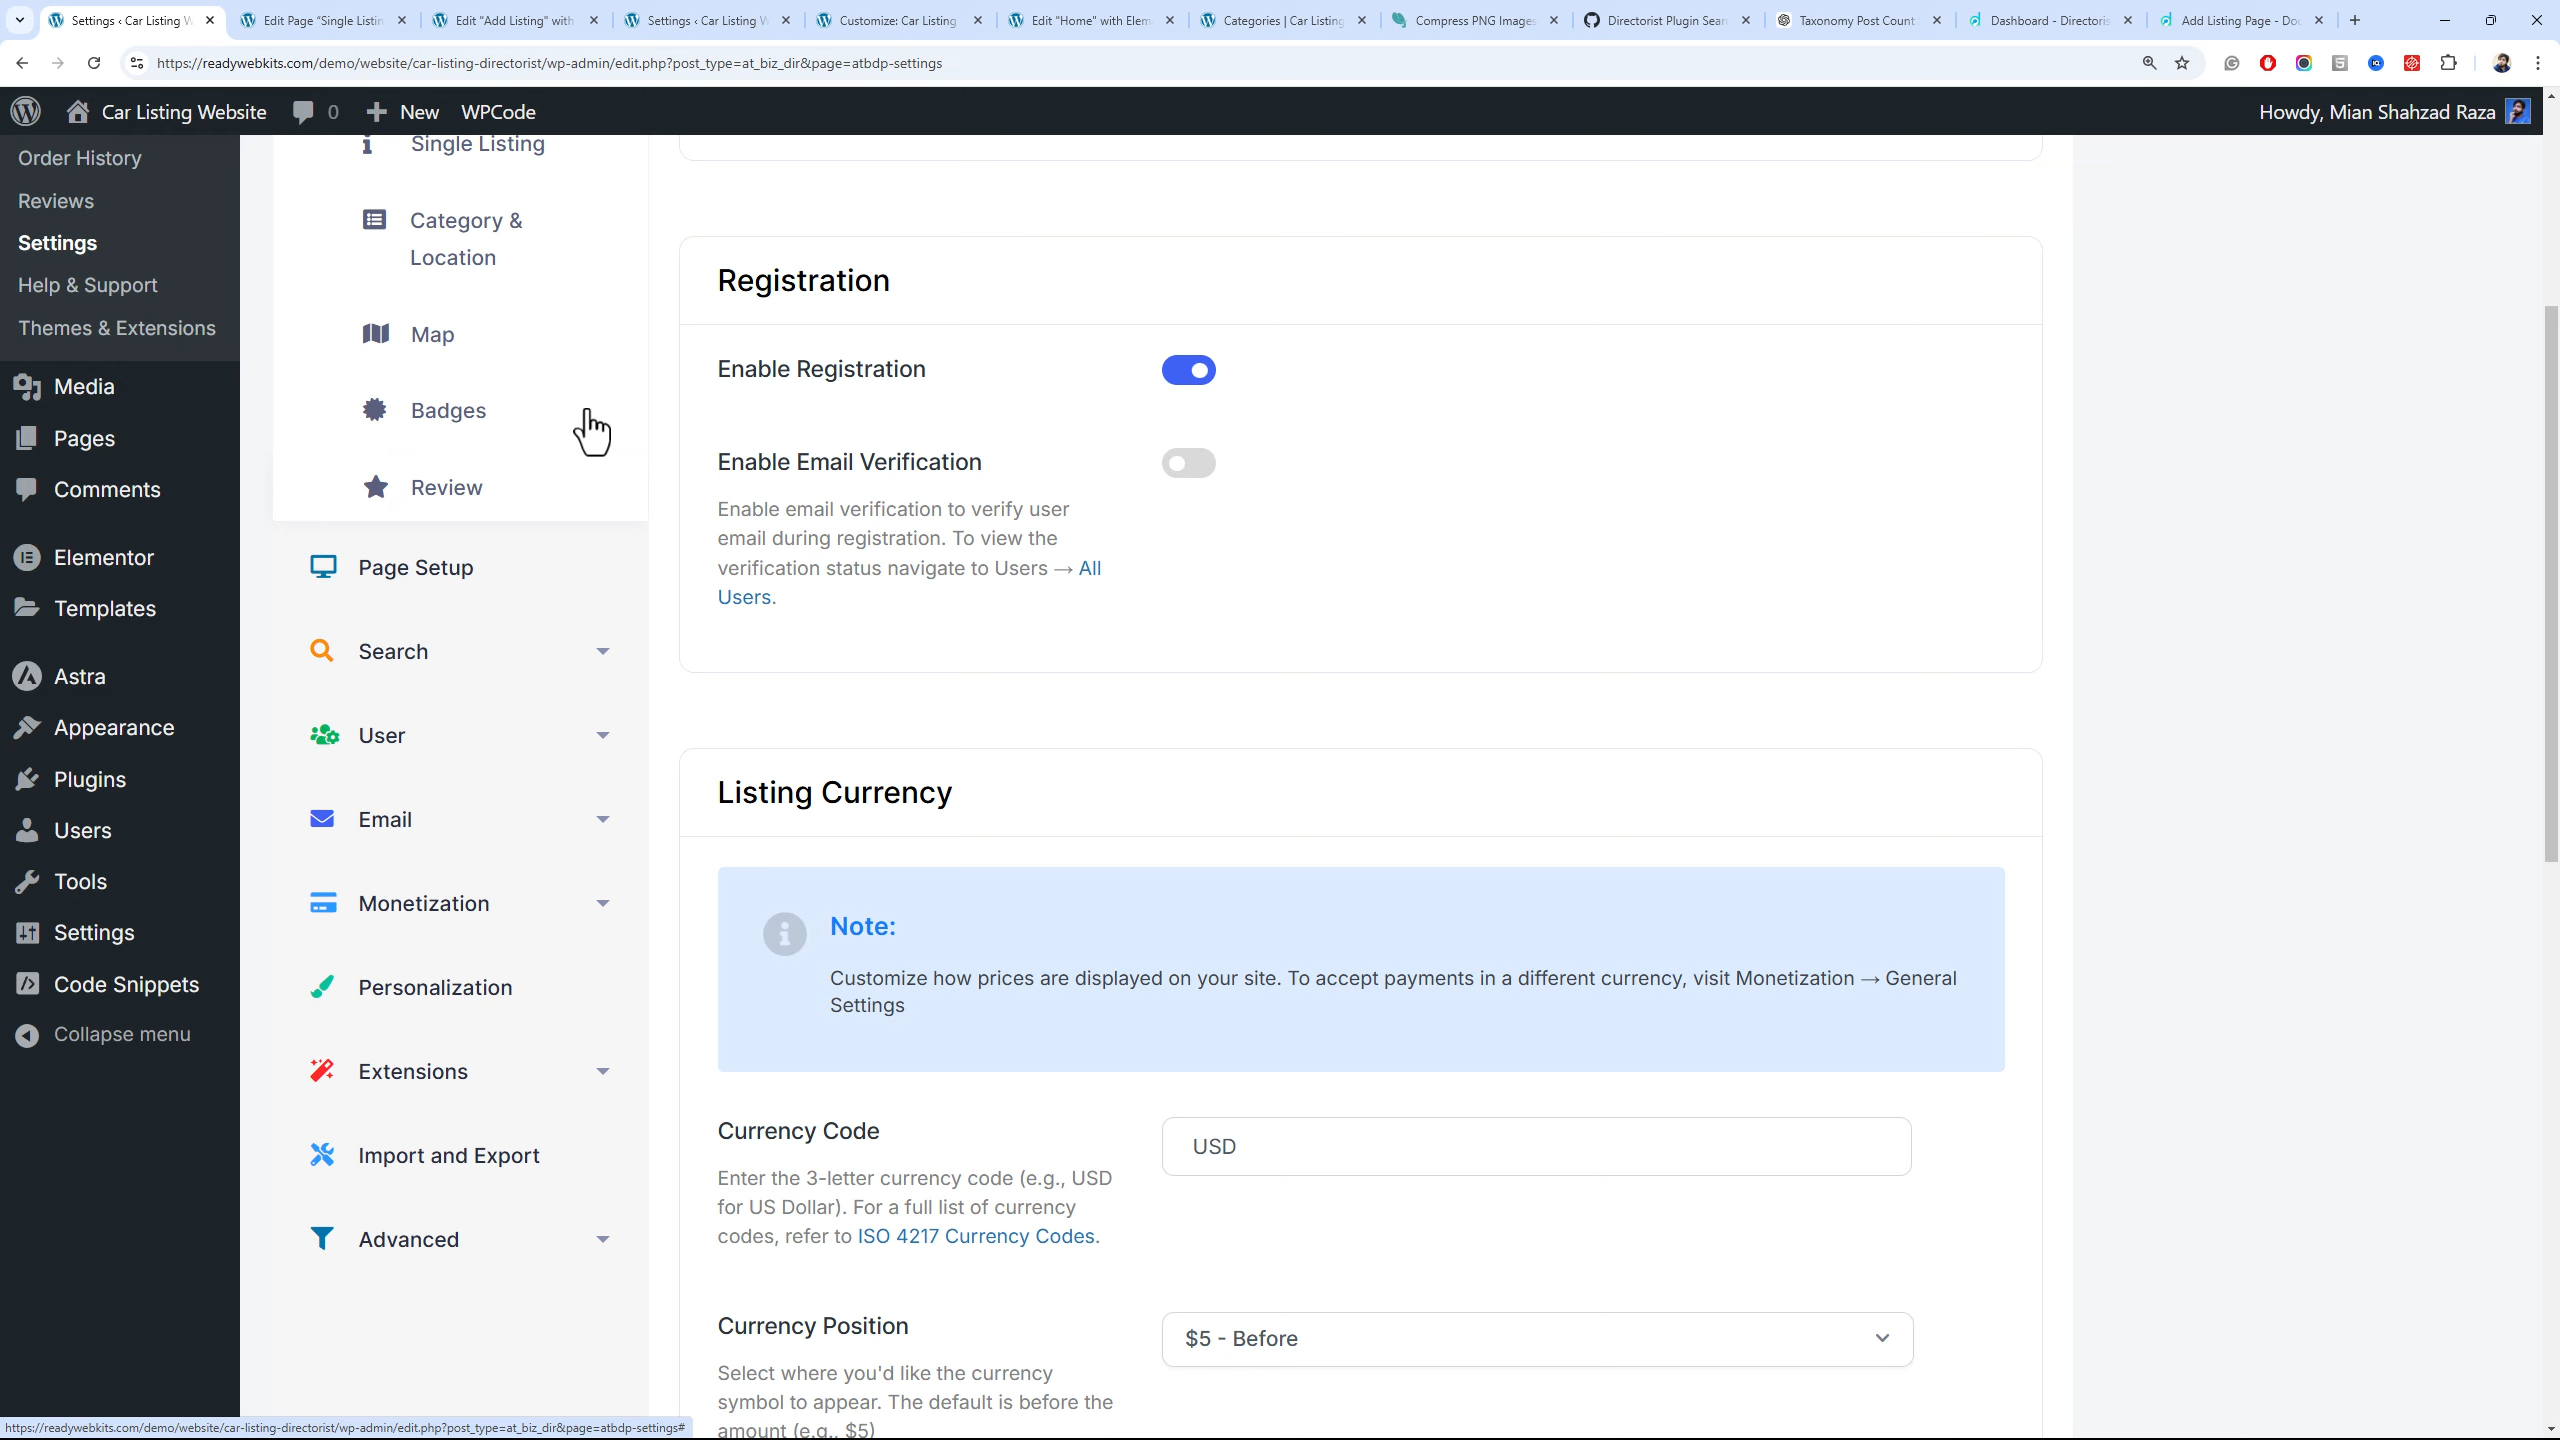 Settings ‹ Car Listing W
Edit Page "Single Listin
Edit "Add Listing" with
Settings ‹ Car Listing W
Customize: Car Listing
Edit "Home" with Elem
Categories | Car Listing
Compress PNG Images
Directorist Plugin Sear
Taxonomy Post Count
Dashboard - Directoris
Add Listing Page - Doc
https://readywebkits.com/demo/website/car-listing-directorist/wp-admin/edit.php?post_type=at_biz_dir&page=atbdp-settings
Car Listing Website
0
New
WPCode
Howdy, Mian Shahzad Raza
Order History
Reviews
Settings
Help & Support
Themes & Extensions
Media
Pages
Comments
Elementor
Templates
Astra
Appearance
Plugins
Users
Tools
Settings
Code Snippets
Collapse menu
Single Listing
Category &
Location
Map
Badges
Review
Page Setup
Search
User
Email
Monetization
Personalization
Extensions
Import and Export
Advanced
Registration
Enable Registration
Enable Email Verification
Enable email verification to verify user
email during registration. To view the
verification status navigate to Users → All
Users.
Listing Currency
Note:
Customize how prices are displayed on your site. To accept payments in a different currency, visit Monetization → General
Settings
Currency Code
USD
Enter the 3-letter currency code (e.g., USD
for US Dollar). For a full list of currency
codes, refer to ISO 4217 Currency Codes.
Currency Position
$5 - Before
Select where you'd like the currency
symbol to appear. The default is before the
amount (e.g., $5)
https://readywebkits.com/demo/website/car-listing-directorist/wp-admin/edit.php?post_type=at_biz_dir&page=atbdp-settings#